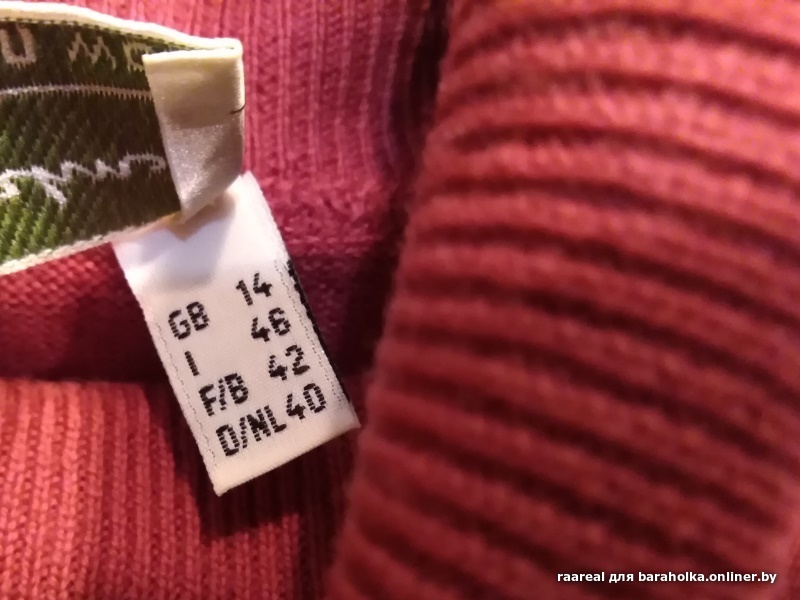 GB 14
I 46
F/B 42
D/NL 40
raareal для baraholka.onliner.by